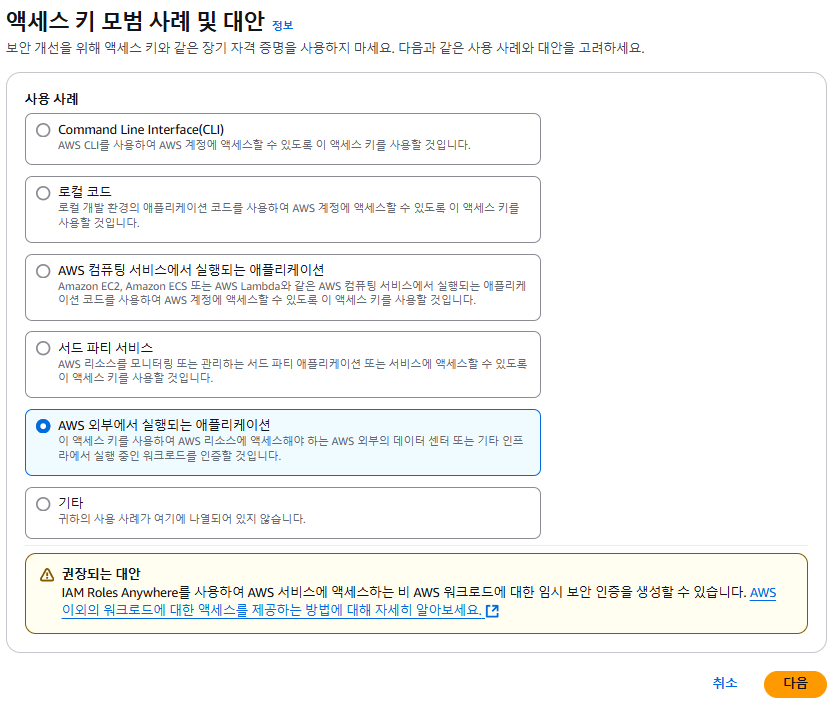 액세스 키 모범 사례 및 대안 정보
보안 개선을 위해 액세스 키와 같은 장기 자격 증명을 사용하지 마세요. 다음과 같은 사용 사례와 대안을 고려하세요.
사용 사례
Command Line Interface(CLI)
AWS CLI를 사용하여 AWS 계정에 액세스할 수 있도록 이 액세스 키를 사용할 것입니다.
로컬 코드
로컬 개발 환경의 애플리케이션 코드를 사용하여 AWS 계정에 액세스할 수 있도록 이 액세스 키를
사용할 것입니다.
AWS 컴퓨팅 서비스에서 실행되는 애플리케이션
Amazon EC2, Amazon ECS 또는 AWS Lambda와 같은 AWS 컴퓨팅 서비스에서 실행되는 애플리케
이션 코드를 사용하여 AWS 계정에 액세스할 수 있도록 이 액세스 키를 사용할 것입니다.
서드 파티 서비스
AWS 리소스를 모니터링 또는 관리하는 서드 파티 애플리케이션 또는 서비스에 액세스할 수 있도록
이 액세스 키를 사용할 것입니다.
AWS 외부에서 실행되는 애플리케이션
이 액세스 키를 사용하여 AWS 리소스에 액세스해야 하는 AWS 외부의 데이터 센터 또는 기타 인프
라에서 실행 중인 워크로드를 인증할 것입니다.
기타
귀하의 사용 사례가 여기에 나열되어 있지 않습니다.
권장되는 대안
IAM Roles Anywhere를 사용하여 AWS 서비스에 액세스하는 비 AWS 워크로드에 대한 임시 보안 인증을 생성할 수 있습니다. AWS
이외의 워크로드에 대한 액세스를 제공하는 방법에 대해 자세히 알아보세요.
취소 다음